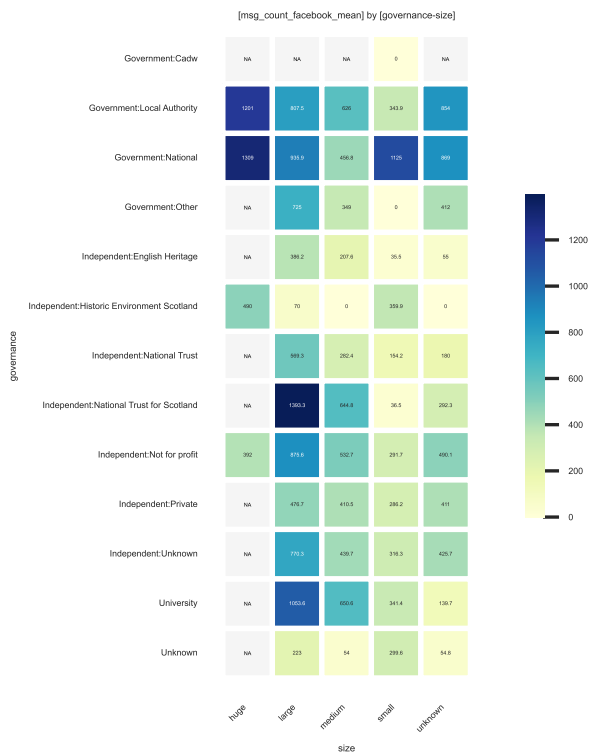 [msg_count_facebook_mean] by [governance-size]
Government:Cadw NA NA NA 0 NA
Government:Local Authority 1201 807.5 626 343.9 854
Government:National 1309 935.9 456.8 1125 869
Government:Other NA 725 349 0 412
Independent:English Heritage NA 386.2 207.6 35.5 55
Independent:Historic Environment Scotland 490 70 0 359.9 0
Independent:National Trust NA 569.3 262.4 164.2 180
Independent:National Trust for Scotland NA 1393.3 644.8 36.5 292.3
Independent:Not for profit 392 875.6 532.7 291.7 490.1
Independent:Private NA 476.7 410.5 286.2 411
Independent:Unknown NA 770.3 439.7 316.3 425.7
University NA 1053.6 650.6 341.4 139.7
Unknown NA 223 54 299.6 54.8
governance
huge large medium small unknown
size
1200
1000
800
600
400
200
0